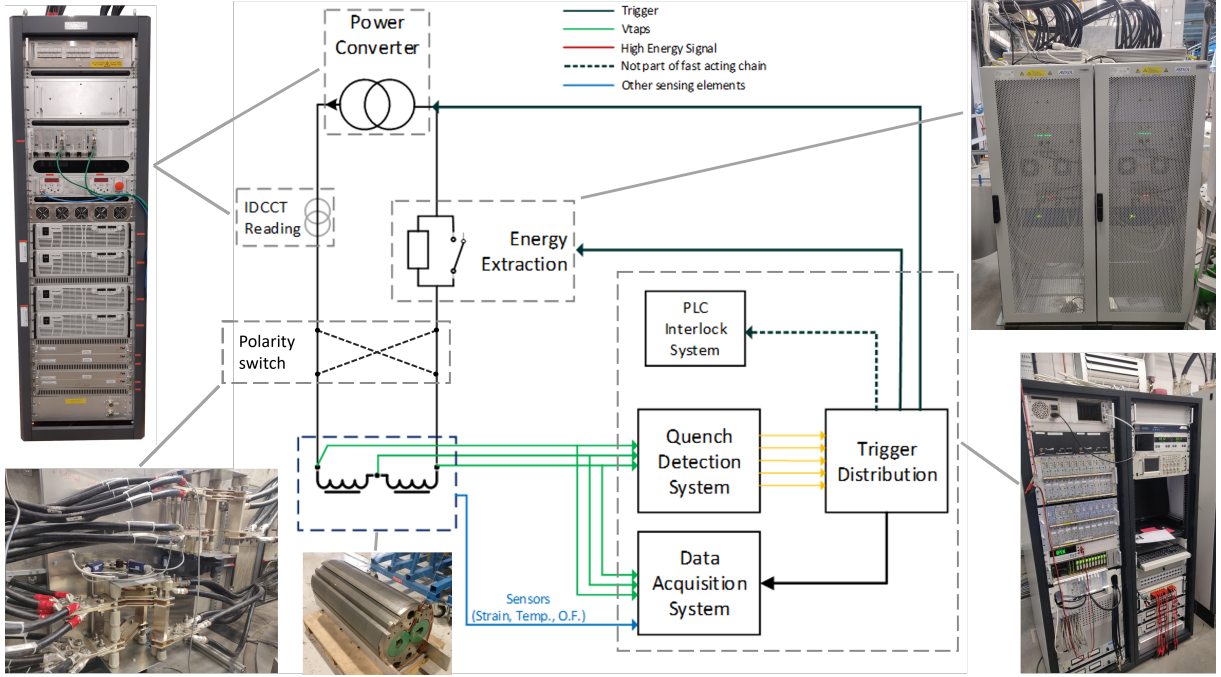 Power
Converter
Trigger
Vtaps
High Energy Signal
Not part of fast acting chain
Other sensing elements
IDCCT
Reading
Energy
Extraction
PLC
Interlock
System
Polarity
switch
Quench
Detection
System
Trigger
Distribution
Data
Acquisition
System
Sensors
(Strain, Temp., O.F.)